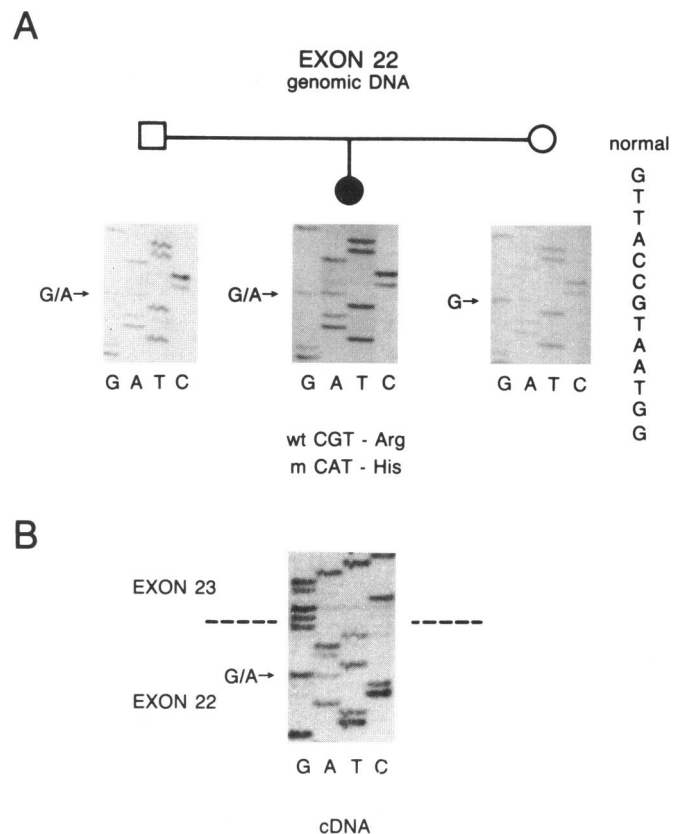 A
EXON 22
genomic DNA
normal
G
T
T
A
C
C
G
T
A
A
T
G
G
G/A→
G/A→
G→
G A T C
G A T C
G A T C
wt CGT - Arg
m CAT - His
B
EXON 23
G/A→
EXON 22
G A T C
cDNA